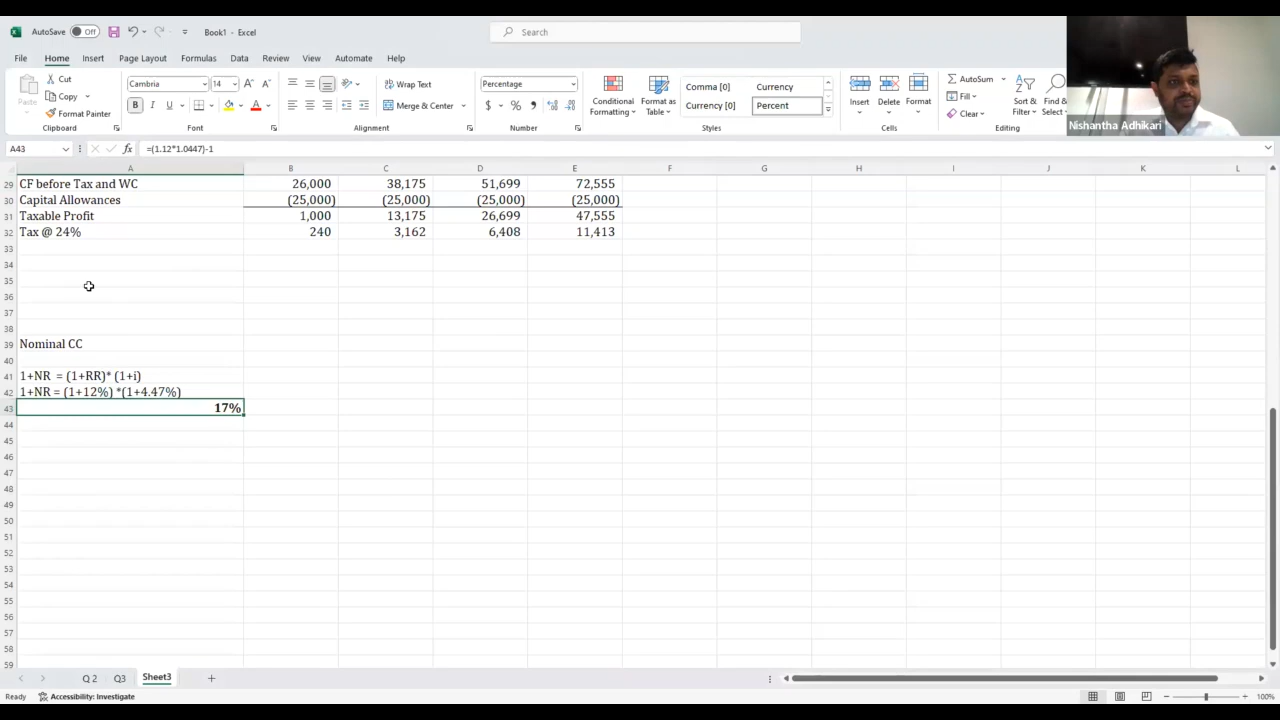 AutoSave Off Book1 - Excel Search
File Home Insert Page Layout Formulas Data Review View Automate Help
Cut Cambria 14 Wrap Text Percentage Comma [0] Currency AutoSum
Paste Copy Conditional Formatting Format as Table Insert Delete Format Fill Sort & Filter Find & Select
Format Painter B I U A Merge & Center $ % Currency [0] Percent Clear
Clipboard Font Alignment Number Styles Cells Editing
Nishantha Adhikari
A43 fx =(1.12*1.0447)-1
A B C D E F G H I J K L
29 CF before Tax and WC 26,000 38,175 51,699 72,555
30 Capital Allowances (25,000) (25,000) (25,000) (25,000)
31 Taxable Profit 1,000 13,175 26,699 47,555
32 Tax @ 24% 240 3,162 6,408 11,413
33
34
35
36
37
38
39 Nominal CC
40
41 1+NR = (1+RR)* (1+i)
42 1+NR = (1+12%) *(1+4.47%)
43 17%
44
45
46
47
48
49
50
51
52
53
54
55
56
57
58
59
Q 2 Q3 Sheet3
Ready Accessibility: Investigate 100%